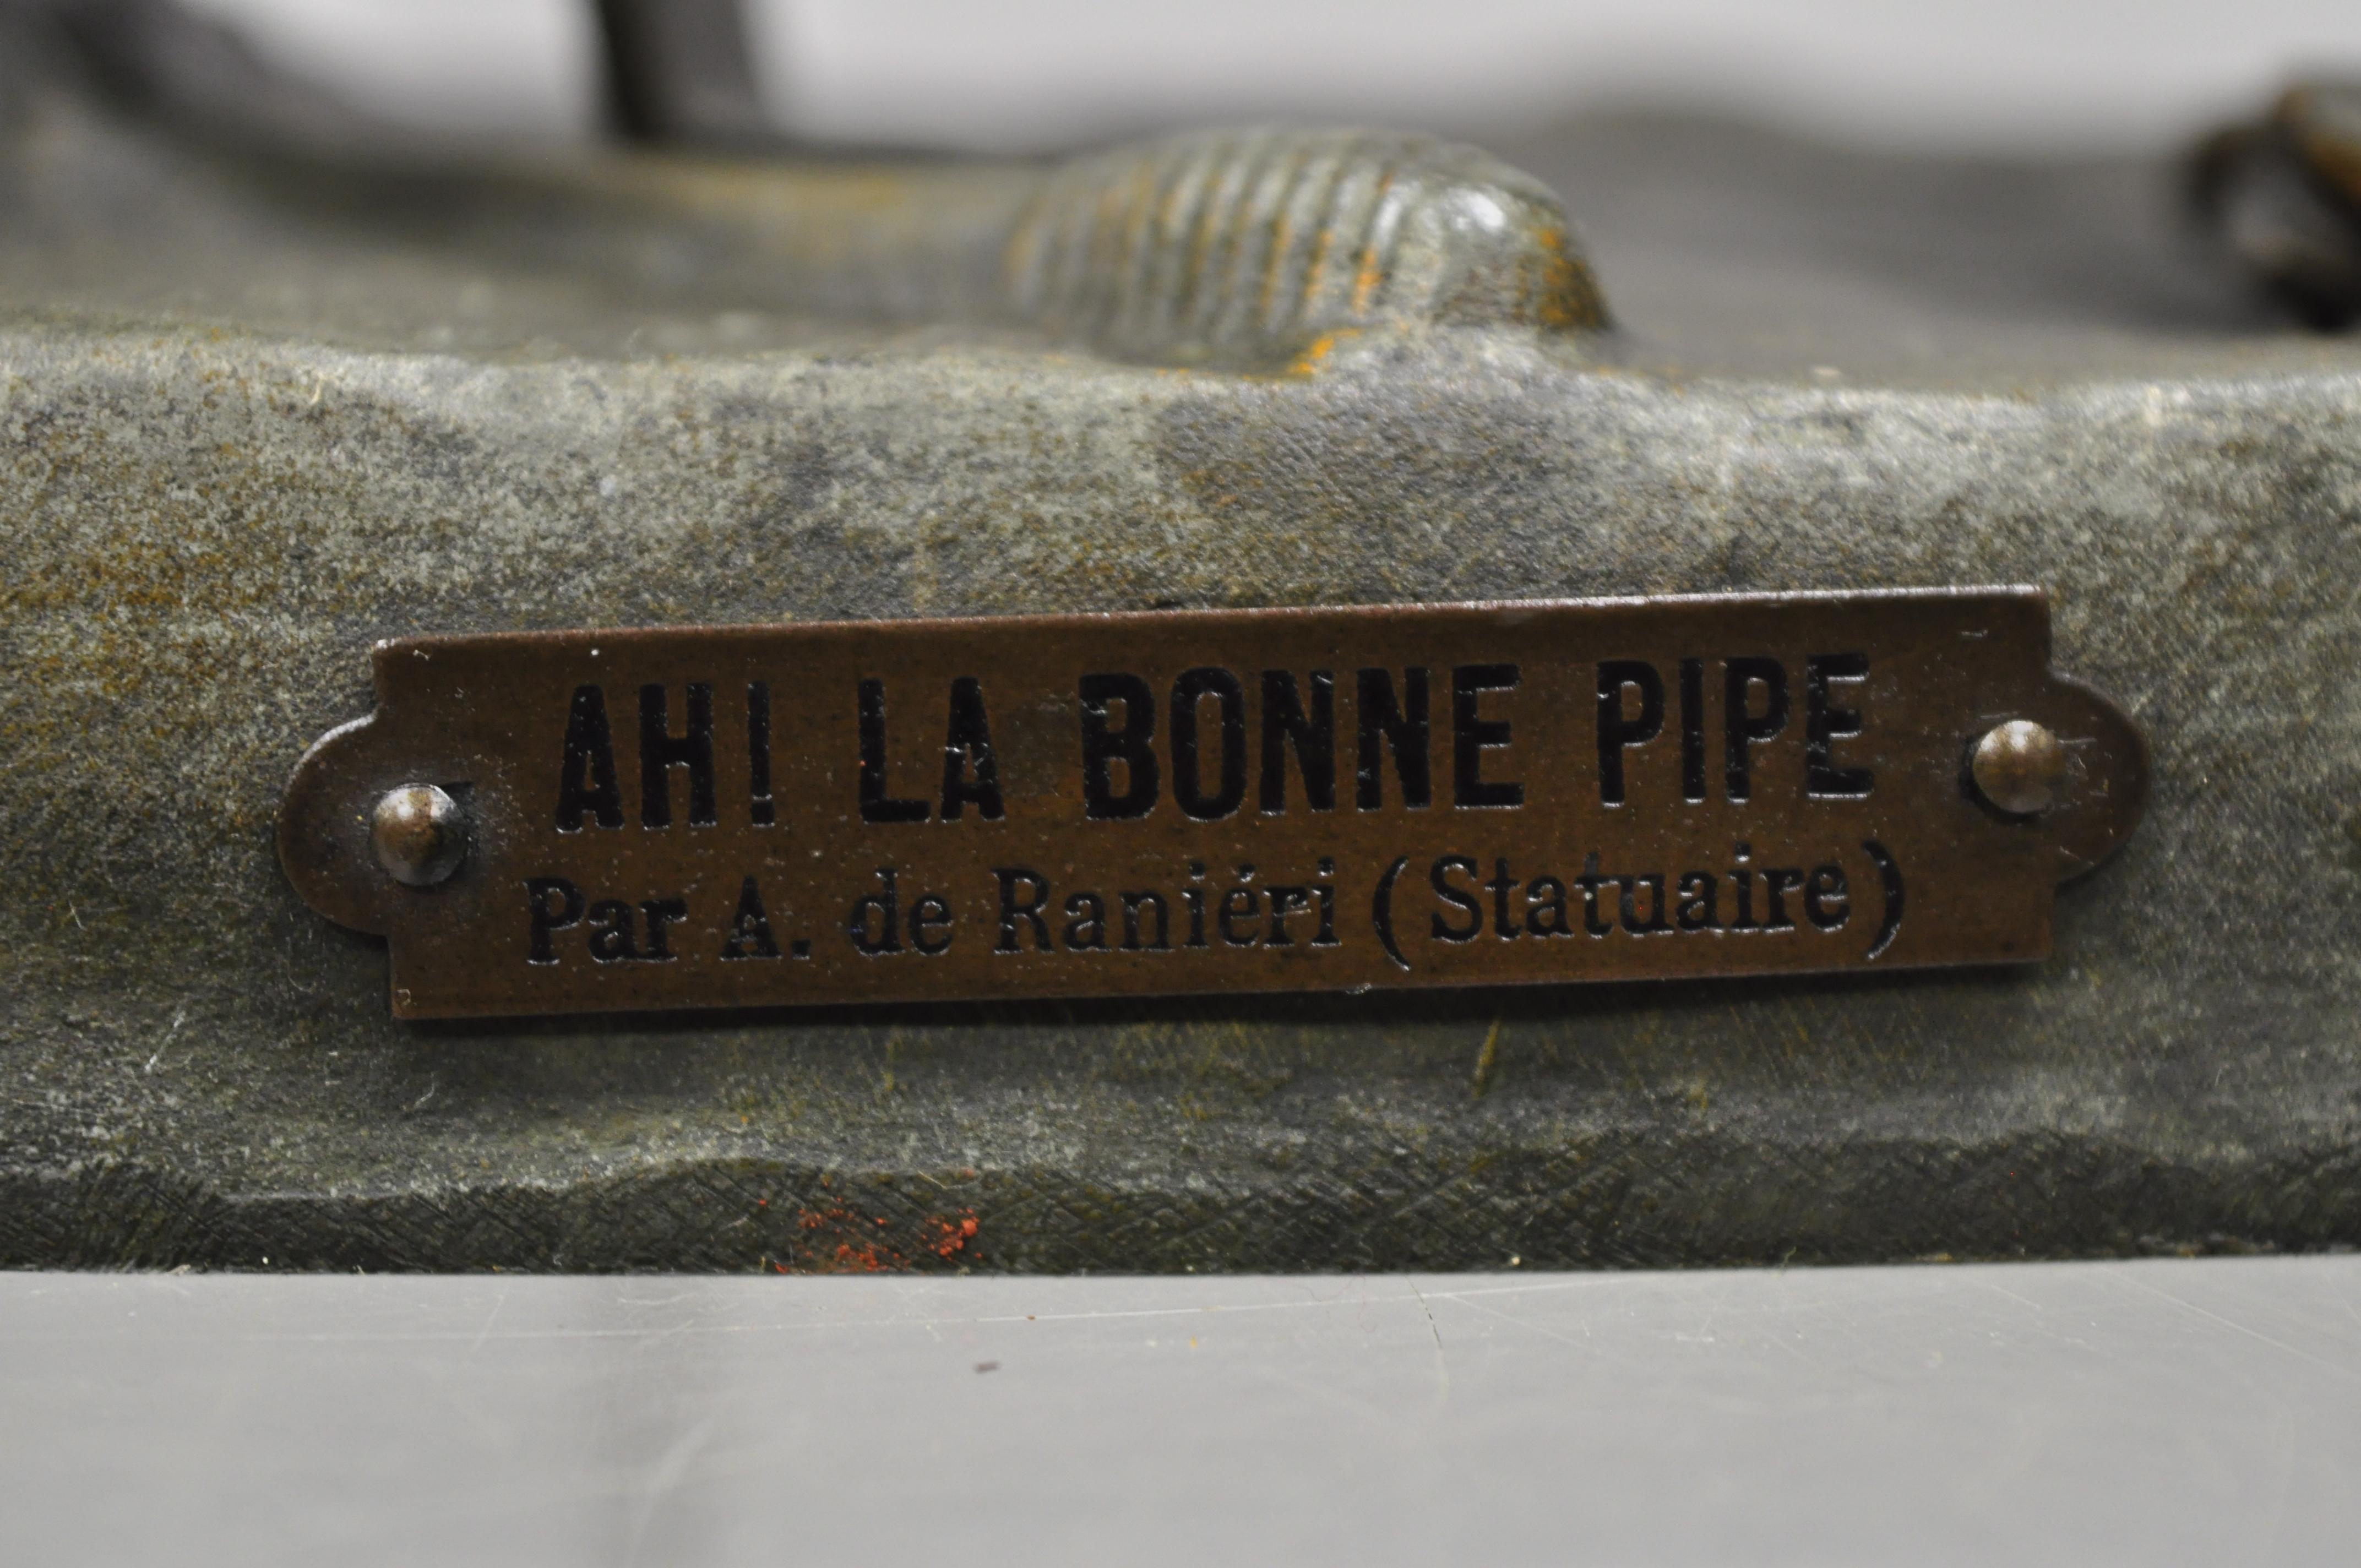 AH! LA BONNE PIPE
Par A. de Raniéri (Statuaire)